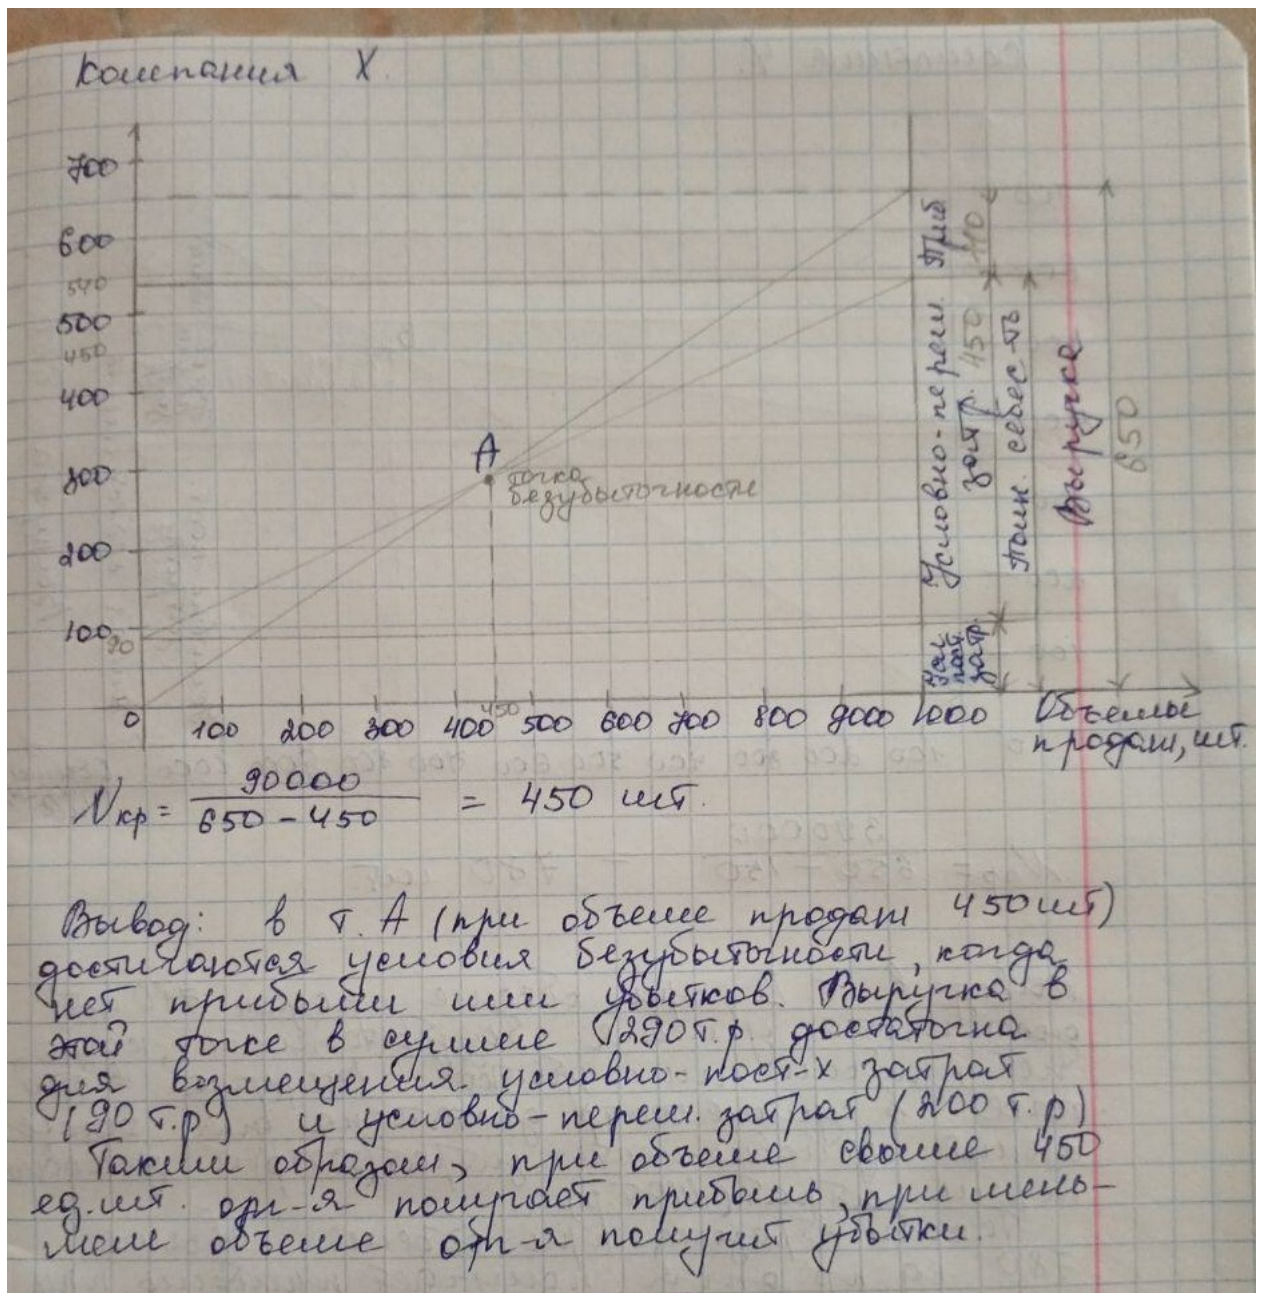 Компания X.
700
600
540
500
450
400
300
200
100
90
0
100 200 300 400 450 500 600 700 800 9000 1000
Объемы
продаж, шт.
А
точка
безубыточности
Приб
110
Условно-перем.
затр. 450
Полн. себес-ть
Выручка
650
Усл
пост
затр.
Nкр = 90000 / 650 - 450 = 450 шт.
Вывод: в т. А (при объеме продаж 450 шт)
достигаются условия безубыточности, когда
нет прибыли или убытков. Выручка в
этой точке в сумме 290 т.р. достаточна
для возмещения условно-пост-х затрат
(90 т.р) и условно-перем. затрат (200 т.р)
Таким образом, при объеме свыше 450
ед.шт. орг-я получает прибыль, при мень-
шем объеме орг-я получит убытки.